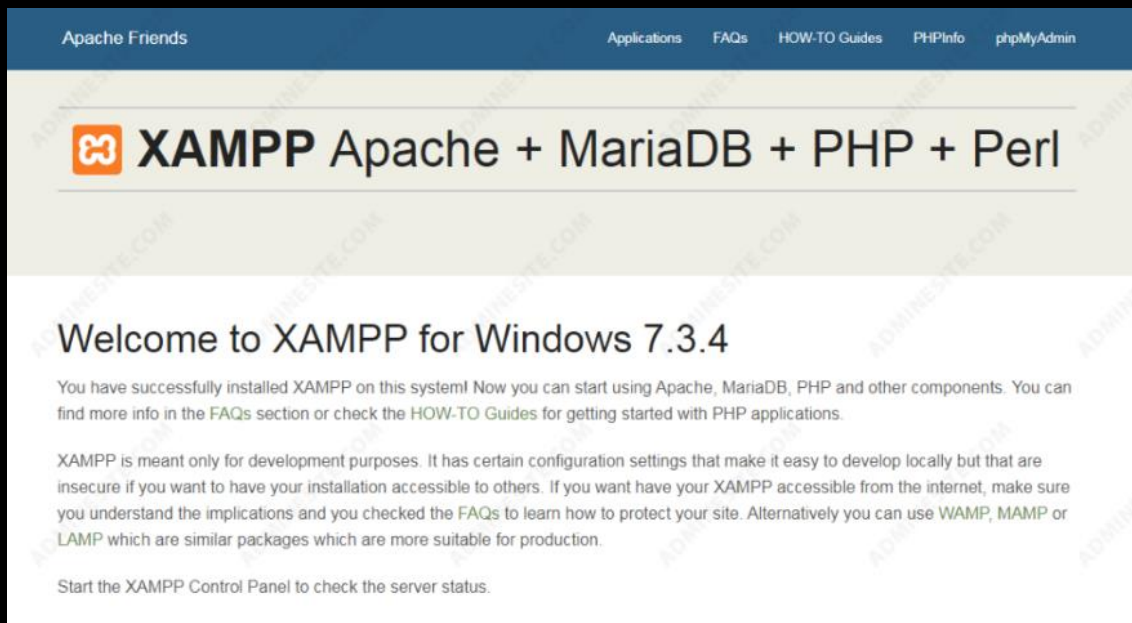 Apache Friends
Applications FAQs HOW-TO Guides PHPInfo phpMyAdmin
XAMPP Apache + MariaDB + PHP + Perl
Welcome to XAMPP for Windows 7.3.4
You have successfully installed XAMPP on this system! Now you can start using Apache, MariaDB, PHP and other components. You can
find more info in the FAQs section or check the HOW-TO Guides for getting started with PHP applications.
XAMPP is meant only for development purposes. It has certain configuration settings that make it easy to develop locally but that are
insecure if you want to have your installation accessible to others. If you want have your XAMPP accessible from the internet, make sure
you understand the implications and you checked the FAQs to learn how to protect your site. Alternatively you can use WAMP, MAMP or
LAMP which are similar packages which are more suitable for production.
Start the XAMPP Control Panel to check the server status.
ADMINESITE.COM